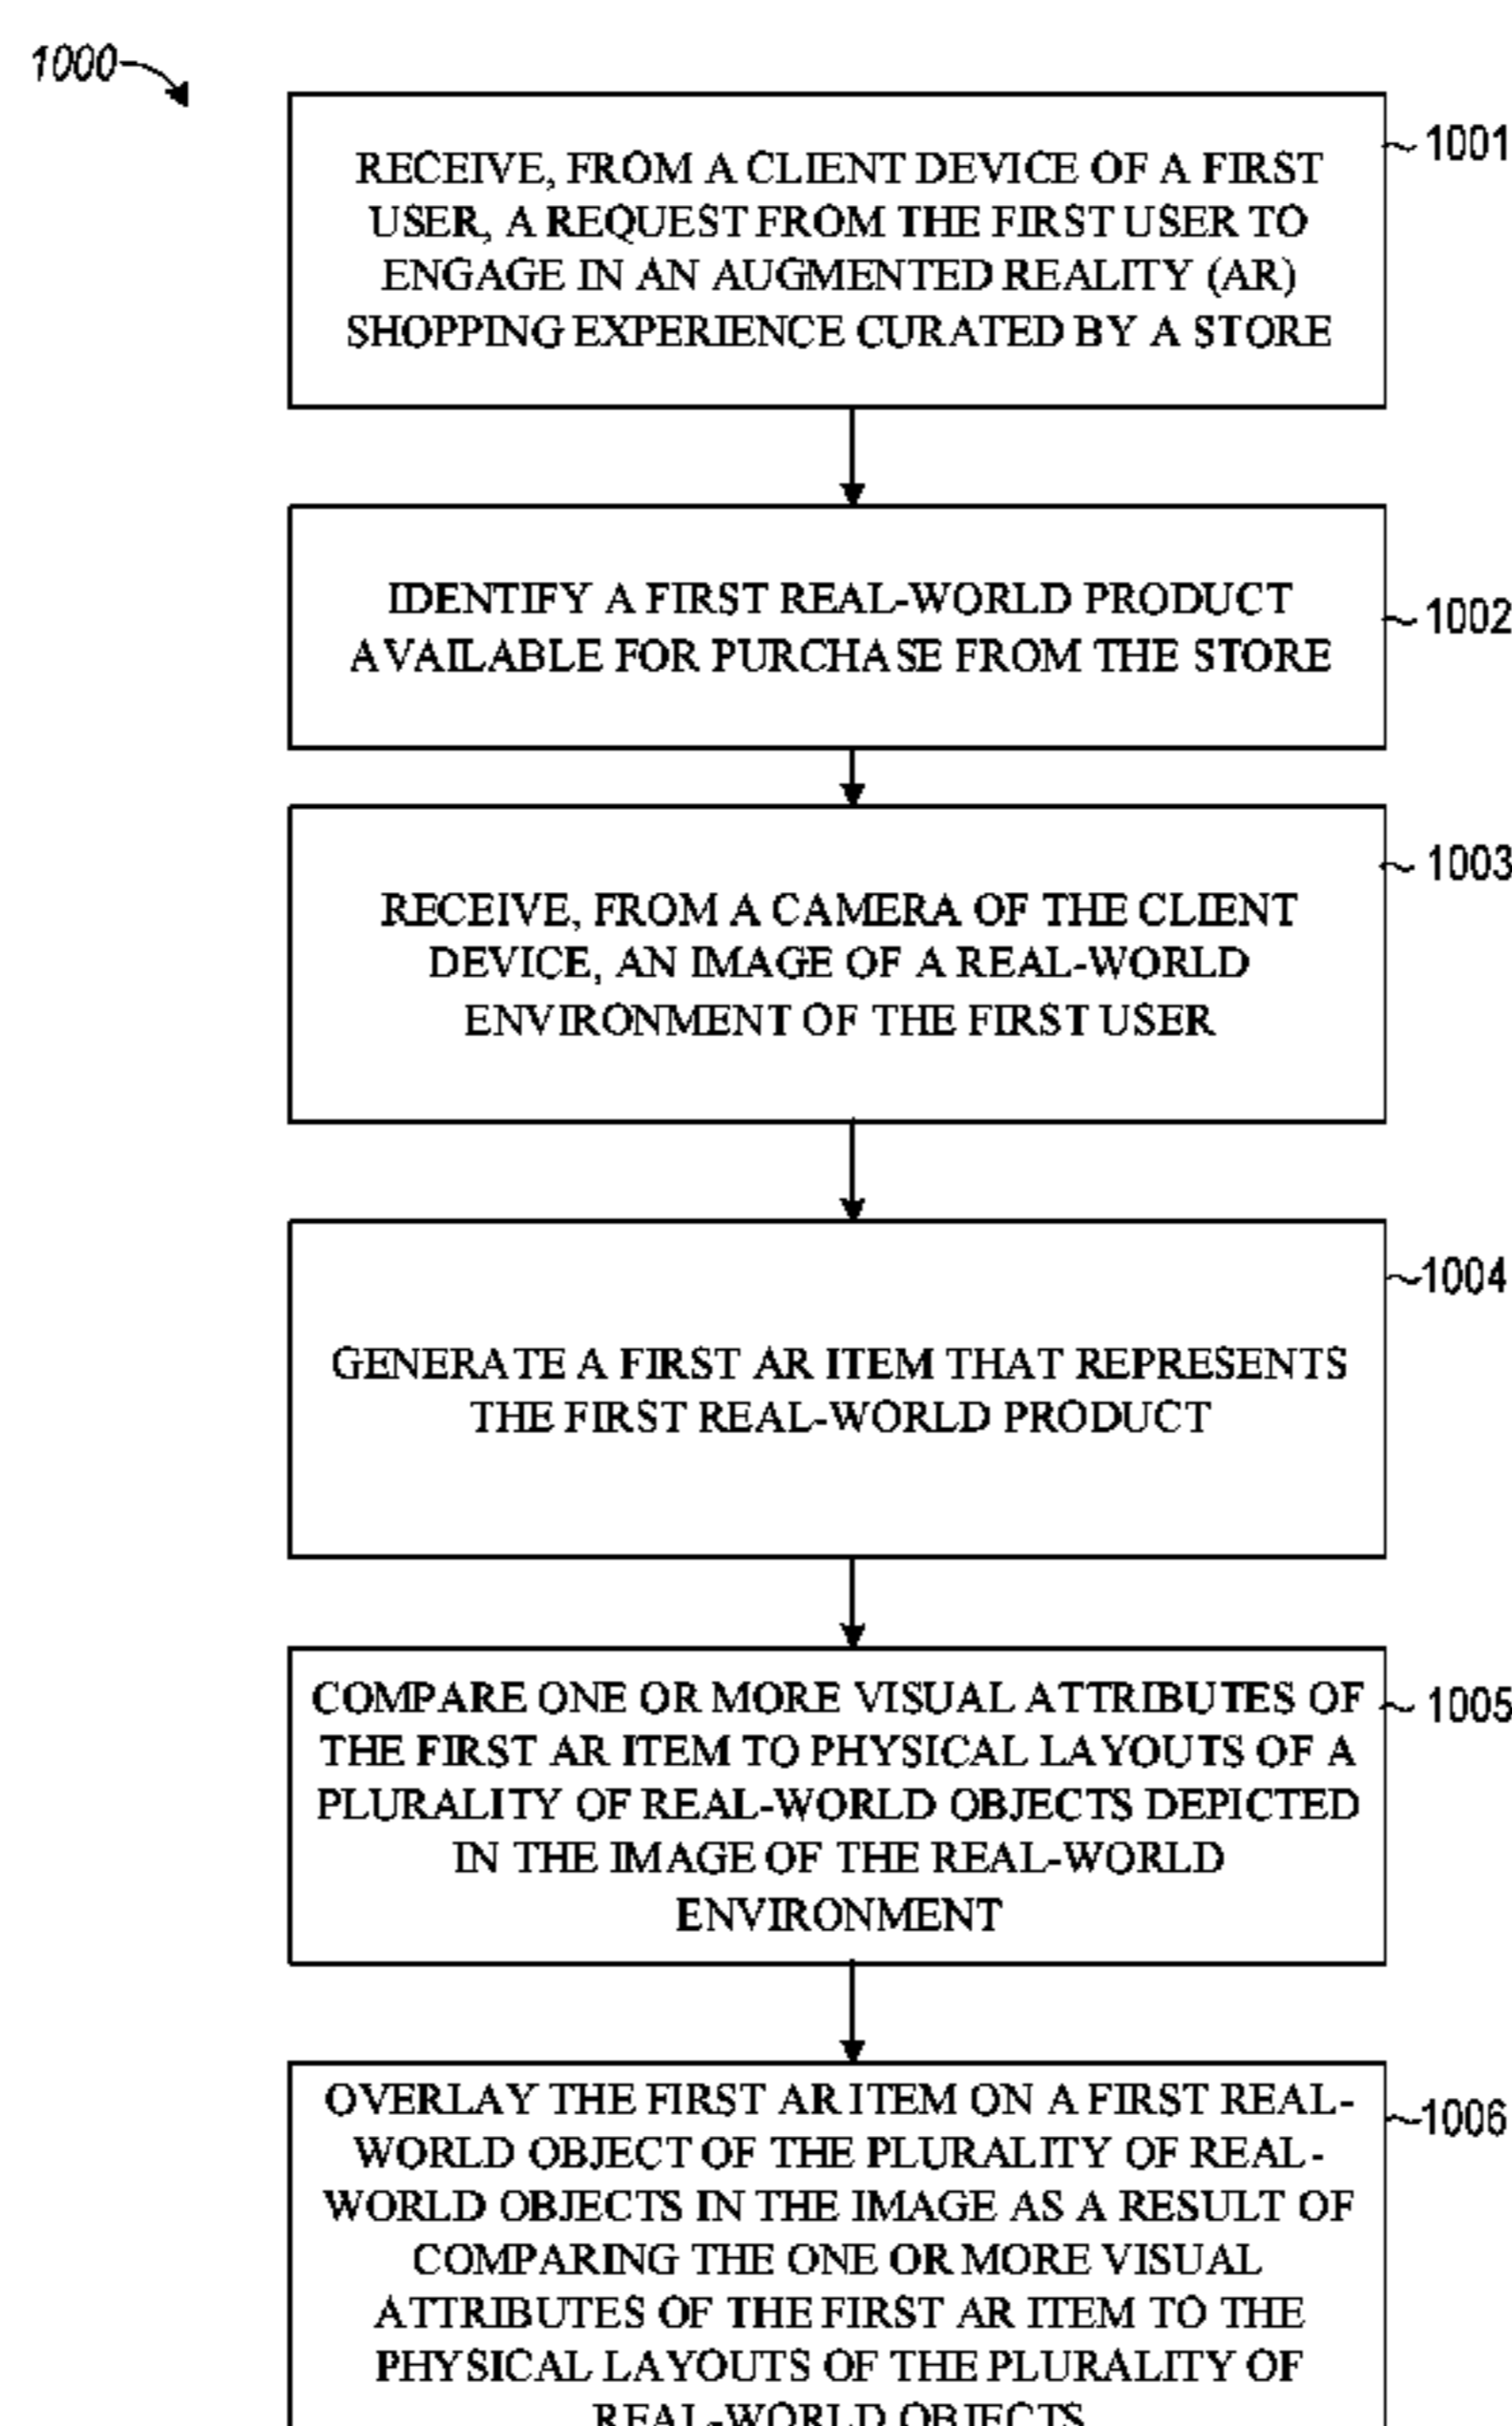 1000
RECEIVE, FROM A CLIENT DEVICE OF A FIRST
USER, A REQUEST FROM THE FIRST USER TO
ENGAGE IN AN AUGMENTED REALITY (AR)
SHOPPING EXPERIENCE CURATED BY A STORE
1001
IDENTIFY A FIRST REAL-WORLD PRODUCT
AVAILABLE FOR PURCHASE FROM THE STORE
1002
RECEIVE, FROM A CAMERA OF THE CLIENT
DEVICE, AN IMAGE OF A REAL-WORLD
ENVIRONMENT OF THE FIRST USER
1003
GENERATE A FIRST AR ITEM THAT REPRESENTS
THE FIRST REAL-WORLD PRODUCT
1004
COMPARE ONE OR MORE VISUAL ATTRIBUTES OF
THE FIRST AR ITEM TO PHYSICAL LAYOUTS OF A
PLURALITY OF REAL-WORLD OBJECTS DEPICTED
IN THE IMAGE OF THE REAL-WORLD
ENVIRONMENT
1005
OVERLAY THE FIRST AR ITEM ON A FIRST REAL-
WORLD OBJECT OF THE PLURALITY OF REAL-
WORLD OBJECTS IN THE IMAGE AS A RESULT OF
COMPARING THE ONE OR MORE VISUAL
ATTRIBUTES OF THE FIRST AR ITEM TO THE
PHYSICAL LAYOUTS OF THE PLURALITY OF
REAL-WORLD OBJECTS
1006